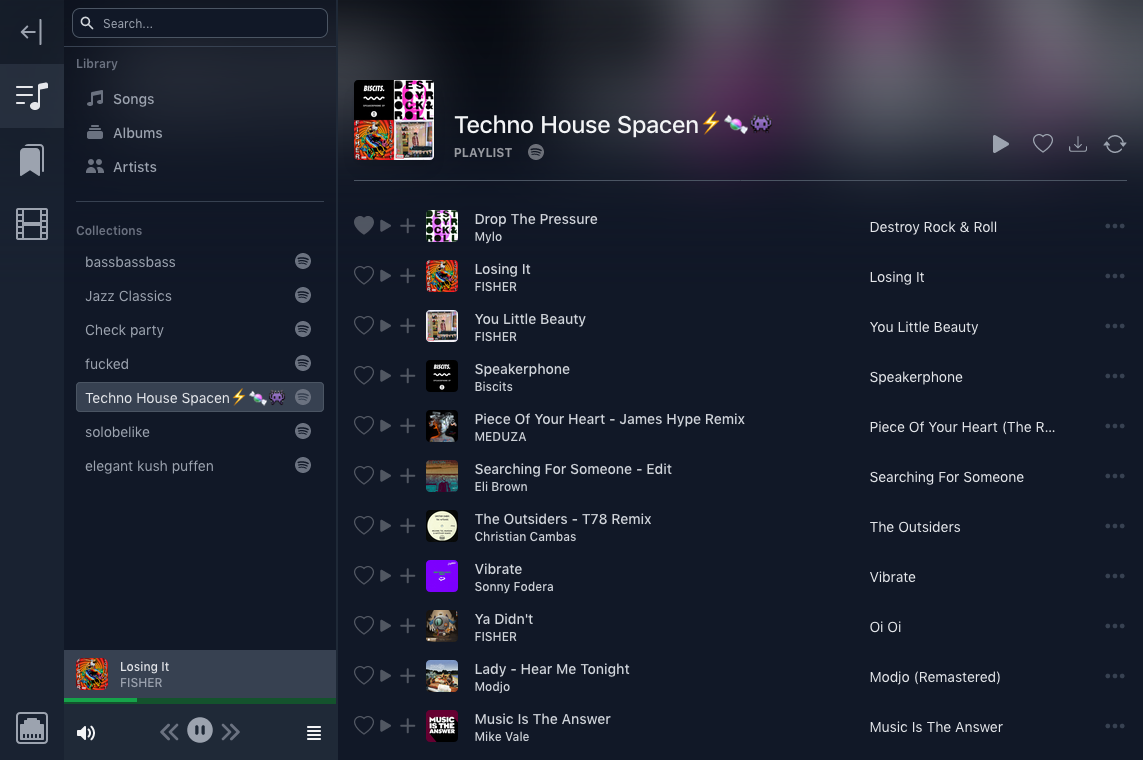 Search...
Library
Songs
Albums
Artists
Collections
bassbassbass
Jazz Classics
Check party
fucked
Techno House Spacen⚡🍬👾
solobelike
elegant kush puffen
Losing It
FISHER
Techno House Spacen⚡🍬👾
PLAYLIST
Drop The Pressure
Mylo
Destroy Rock & Roll
Losing It
FISHER
Losing It
You Little Beauty
FISHER
You Little Beauty
BISCITS.
Speakerphone
Biscits
Speakerphone
Piece Of Your Heart - James Hype Remix
MEDUZA
Piece Of Your Heart (The R...
Searching For Someone - Edit
Eli Brown
Searching For Someone
The Outsiders - T78 Remix
Christian Cambas
The Outsiders
Vibrate
Sonny Fodera
Vibrate
Ya Didn't
FISHER
Oi Oi
Lady - Hear Me Tonight
Modjo
Modjo (Remastered)
MUSIC
IS THE
ANSWER
Music Is The Answer
Mike Vale
Music Is The Answer